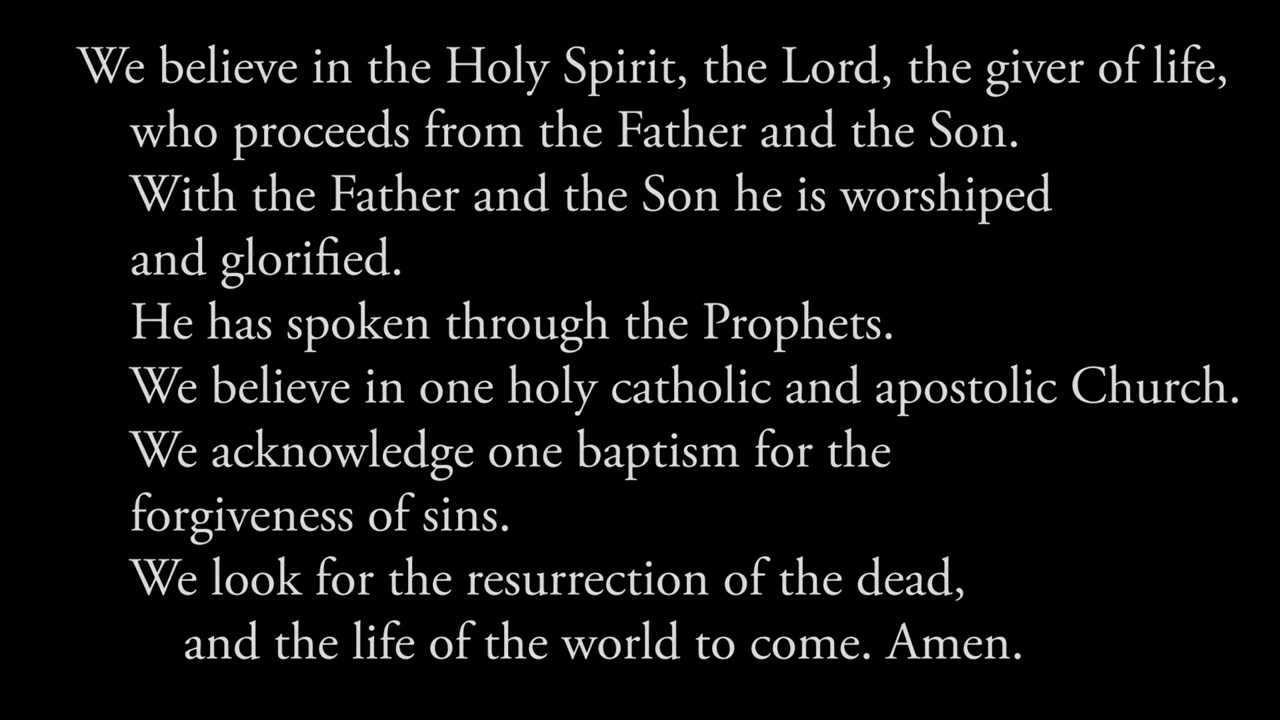 We believe in the Holy Spirit, the Lord, the giver of life,
who proceeds from the Father and the Son.
With the Father and the Son he is worshiped
and glorified.
He has spoken through the Prophets.
We believe in one holy catholic and apostolic Church.
We acknowledge one baptism for the
forgiveness of sins.
We look for the resurrection of the dead,
and the life of the world to come. Amen.